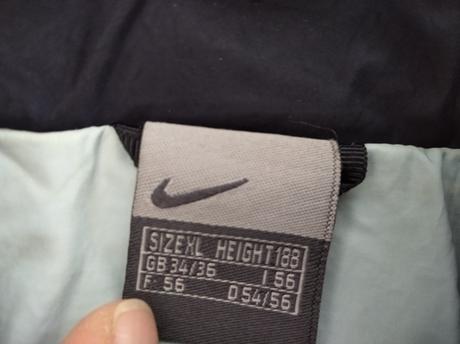 SIZE XL HEIGHT 188
GB 34/36 I 56
F: 56 D 54/56